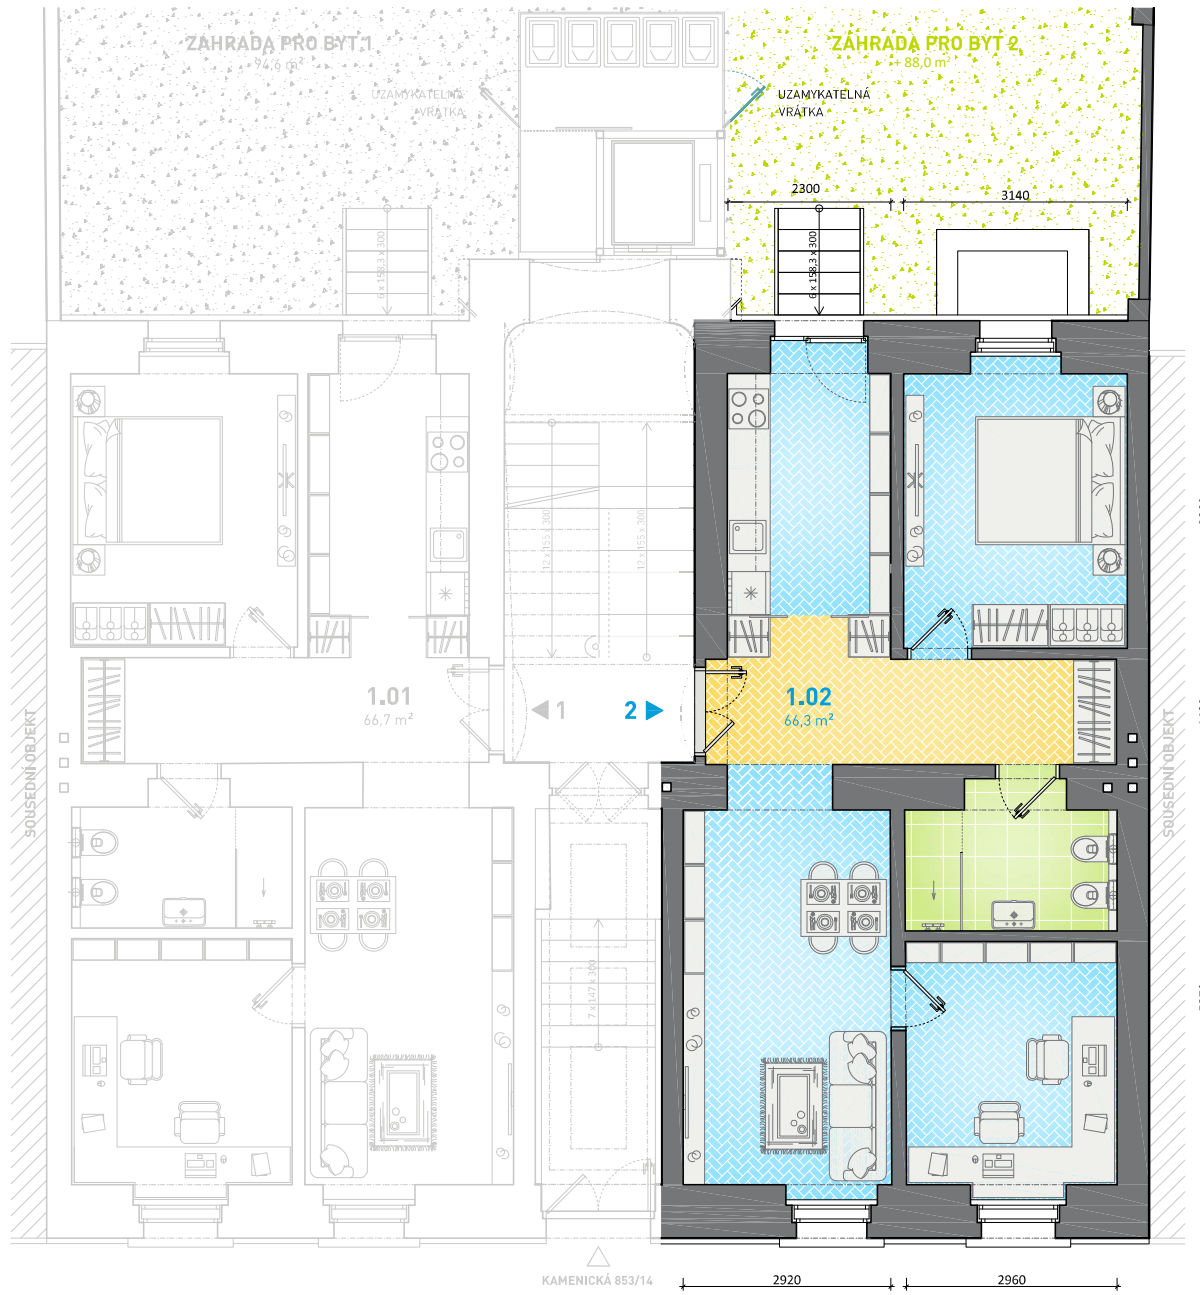 ZAHRADA PRO BYT 1
94,6 m²
ZAHRADA PRO BYT 2
88,0 m²
UZAMYKATELNÁ
VRÁTKA
UZAMYKATELNÁ
VRÁTKA
2300
3140
6 x 158,3 x 300
6 x 158,3 x 300
12 x 155 x 300
12 x 155 x 300
1.01
66,7 m²
1
2
1.02
66,3 m²
SOUSEDNÍ OBJEKT
SOUSEDNÍ OBJEKT
7 x 147 x 300
KAMENICKÁ 853/14
2920
2960